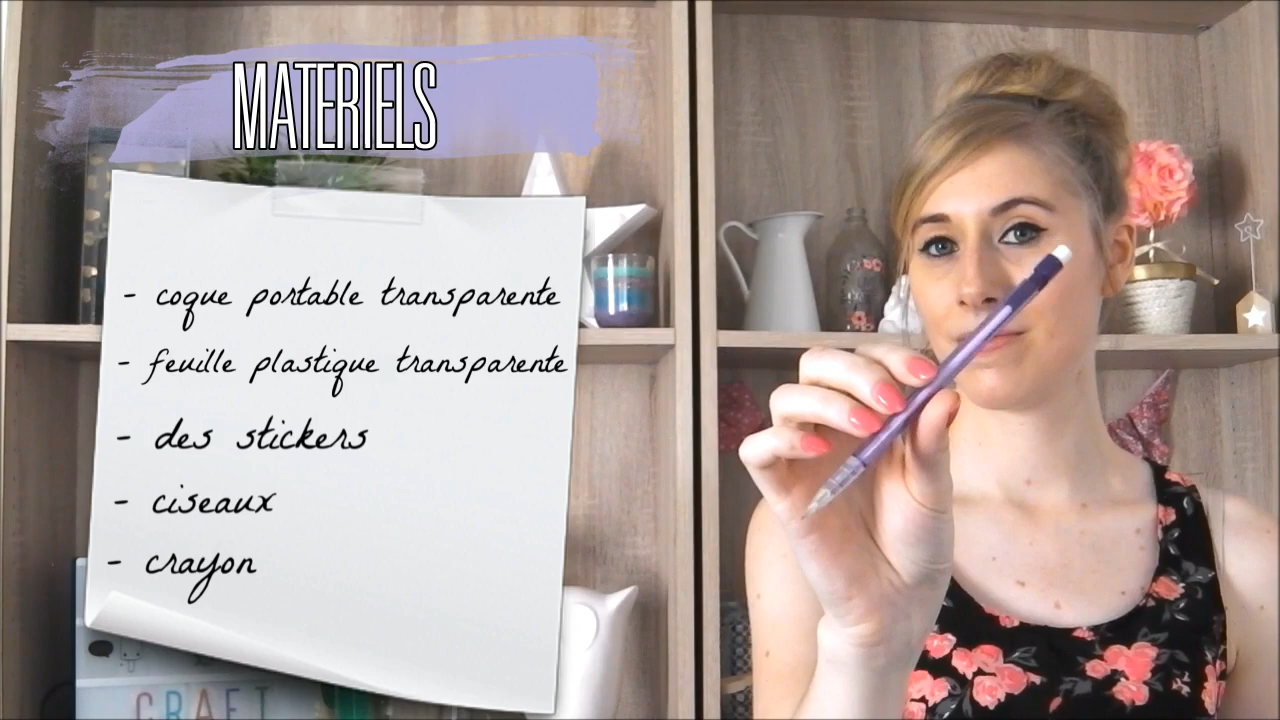 MATERIELS
- coque portable transparente
- feuille plastique transparente
- des stickers
- ciseaux
- crayon
CRAFT